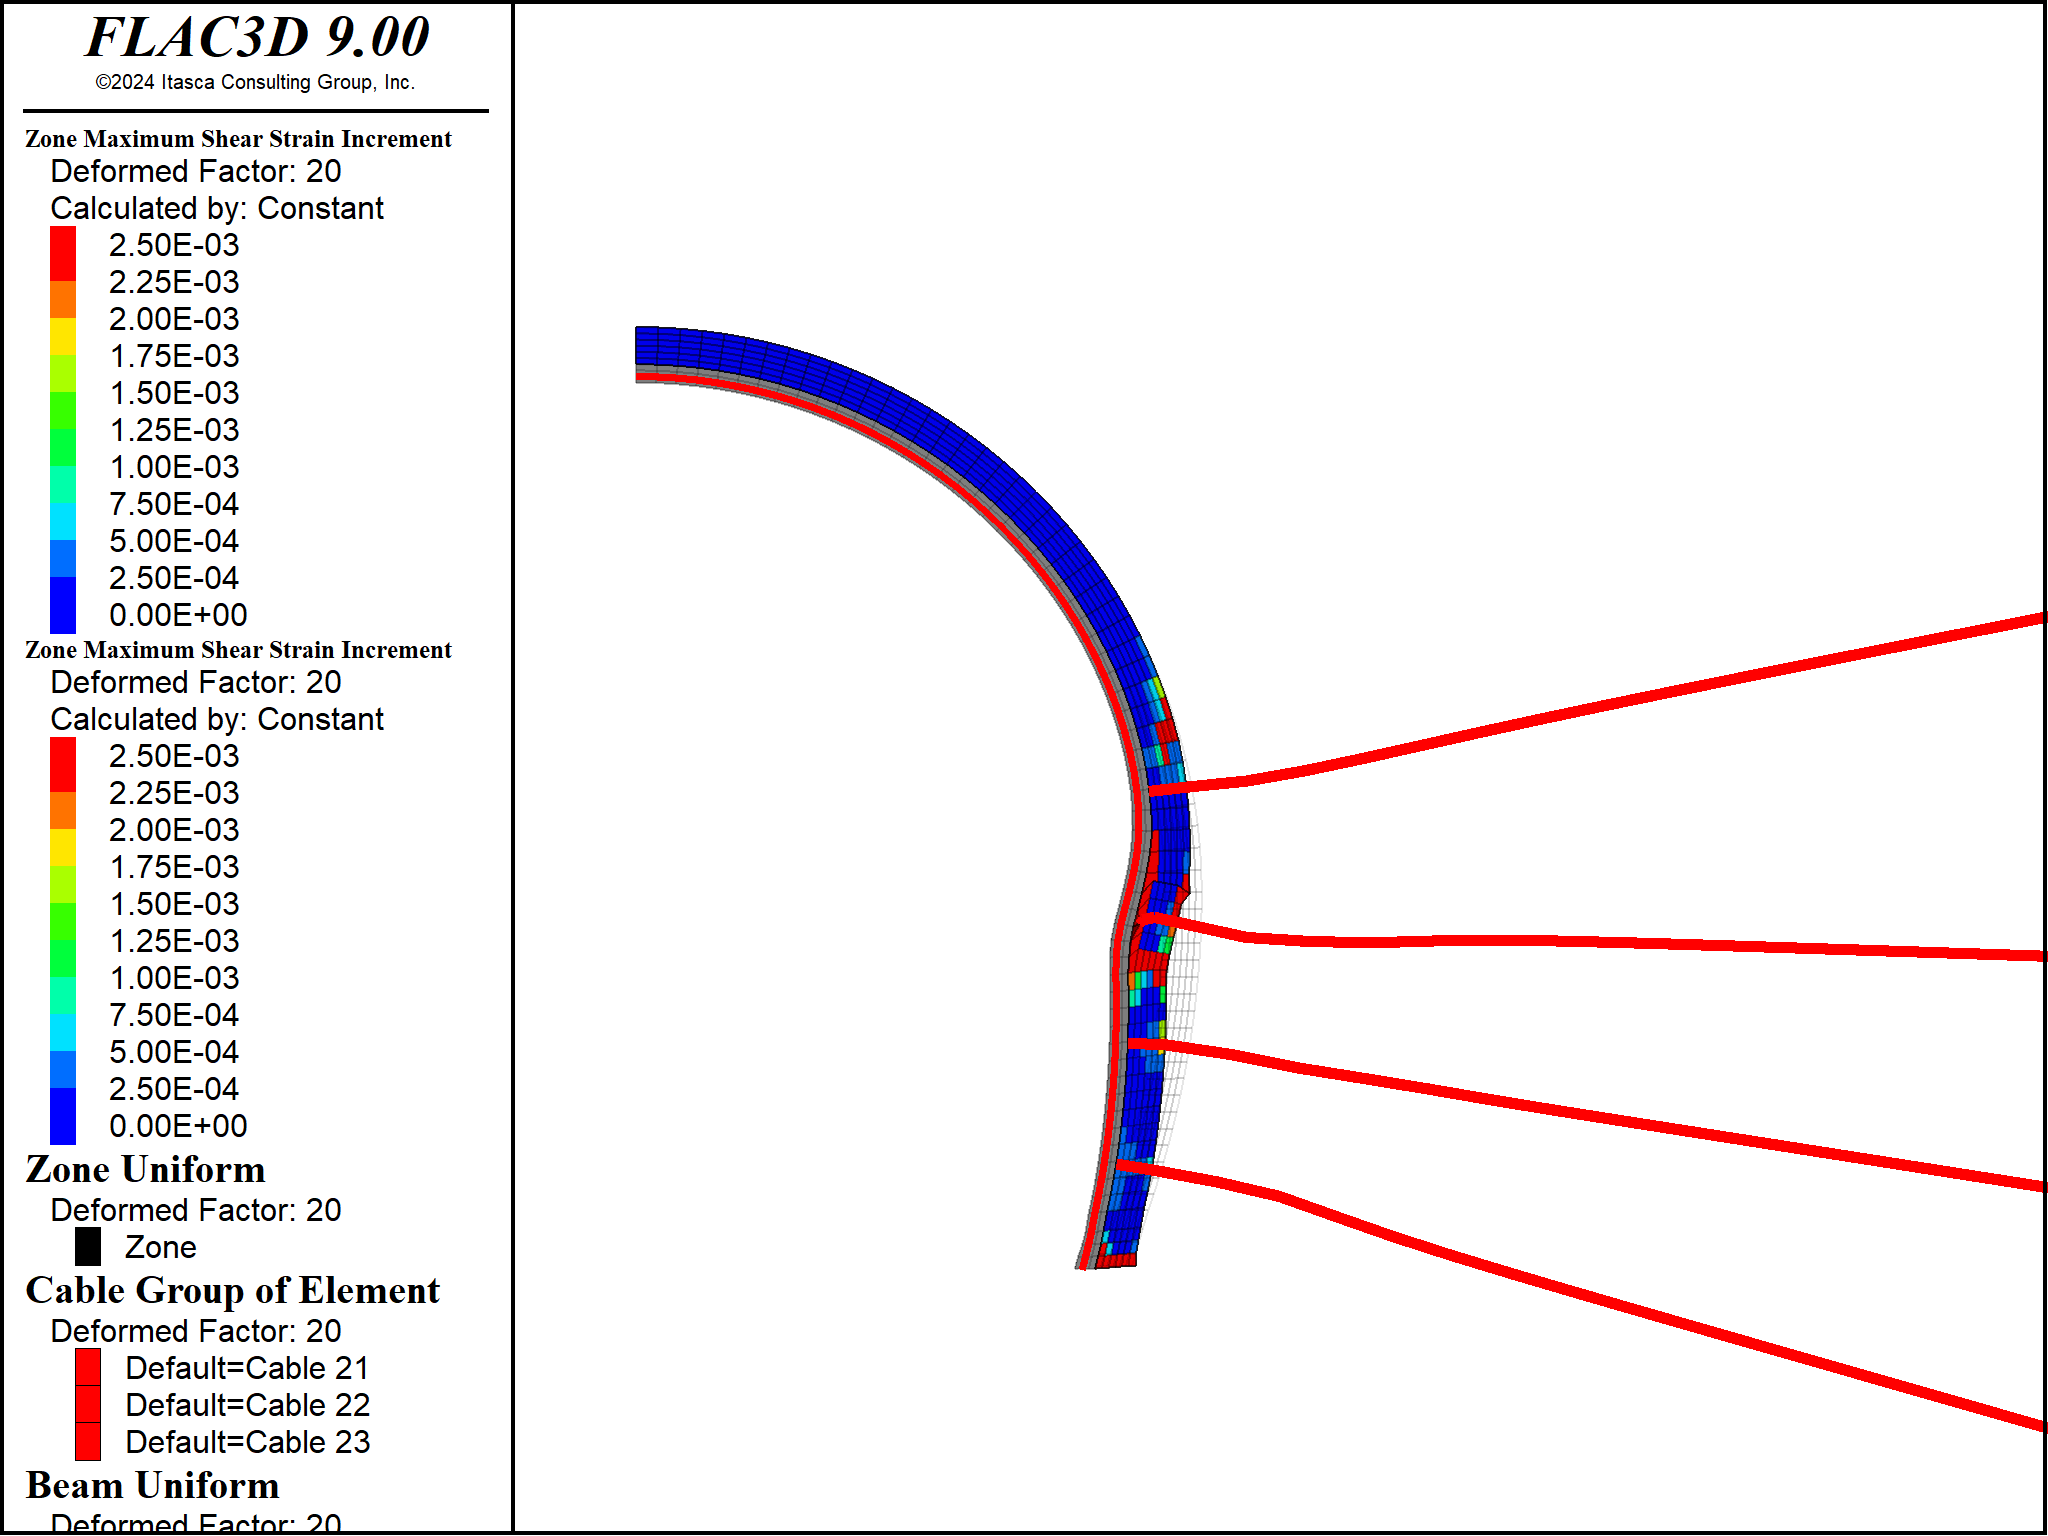 FLAC3D 9.00
©2024 Itasca Consulting Group, Inc.
Zone Maximum Shear Strain Increment
Deformed Factor: 20
Calculated by: Constant
2.50E-03
2.25E-03
2.00E-03
1.75E-03
1.50E-03
1.25E-03
1.00E-03
7.50E-04
5.00E-04
2.50E-04
0.00E+00
Zone Maximum Shear Strain Increment
Deformed Factor: 20
Calculated by: Constant
2.50E-03
2.25E-03
2.00E-03
1.75E-03
1.50E-03
1.25E-03
1.00E-03
7.50E-04
5.00E-04
2.50E-04
0.00E+00
Zone Uniform
Deformed Factor: 20
Zone
Cable Group of Element
Deformed Factor: 20
Default=Cable 21
Default=Cable 22
Default=Cable 23
Beam Uniform
Deformed Factor: 20